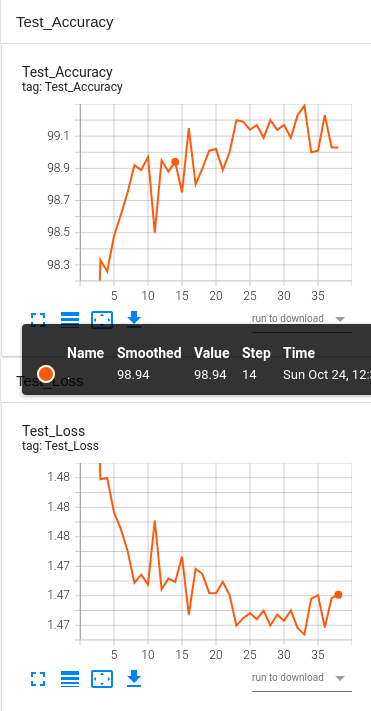 Test_Accuracy
Test_Accuracy
tag: Test_Accuracy
99.1
98.9
98.7
98.5
98.3
5 10 15 20 25 30 35
run to download
Name Smoothed Value Step Time
98.94 98.94 14 Sun Oct 24, 12:
Test_Loss
Test_Loss
tag: Test_Loss
1.48
1.48
1.48
1.47
1.47
1.47
5 10 15 20 25 30 35
run to download